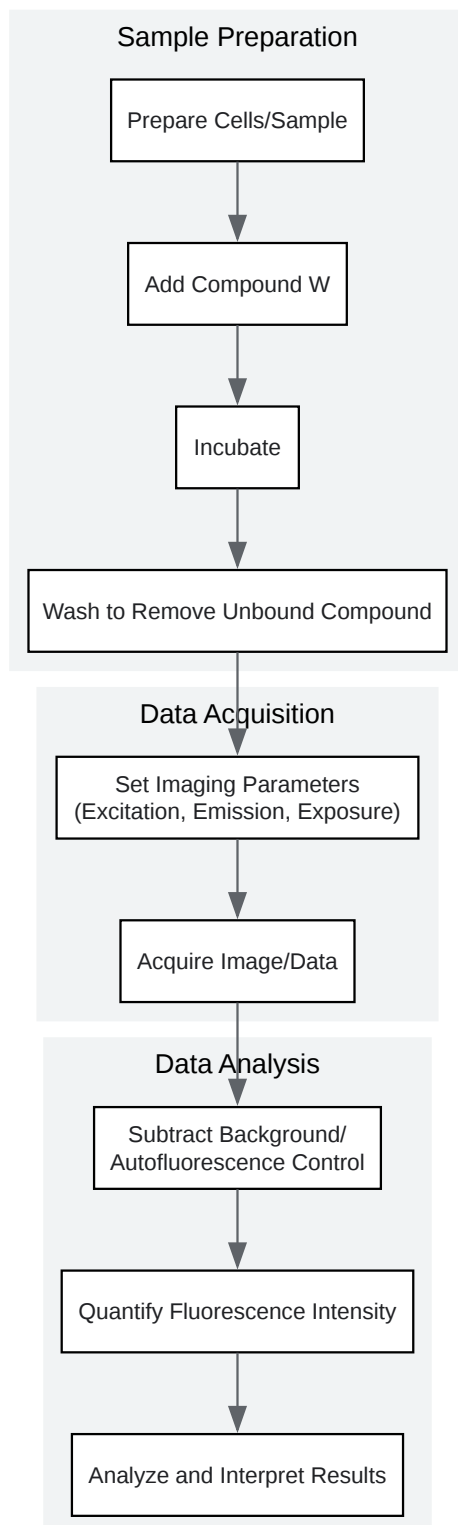 Sample Preparation
Prepare Cells/Sample
Add Compound W
Incubate
Wash to Remove Unbound Compound
Data Acquisition
Set Imaging Parameters
(Excitation, Emission, Exposure)
Acquire Image/Data
Data Analysis
Subtract Background/
Autofluorescence Control
Quantify Fluorescence Intensity
Analyze and Interpret Results